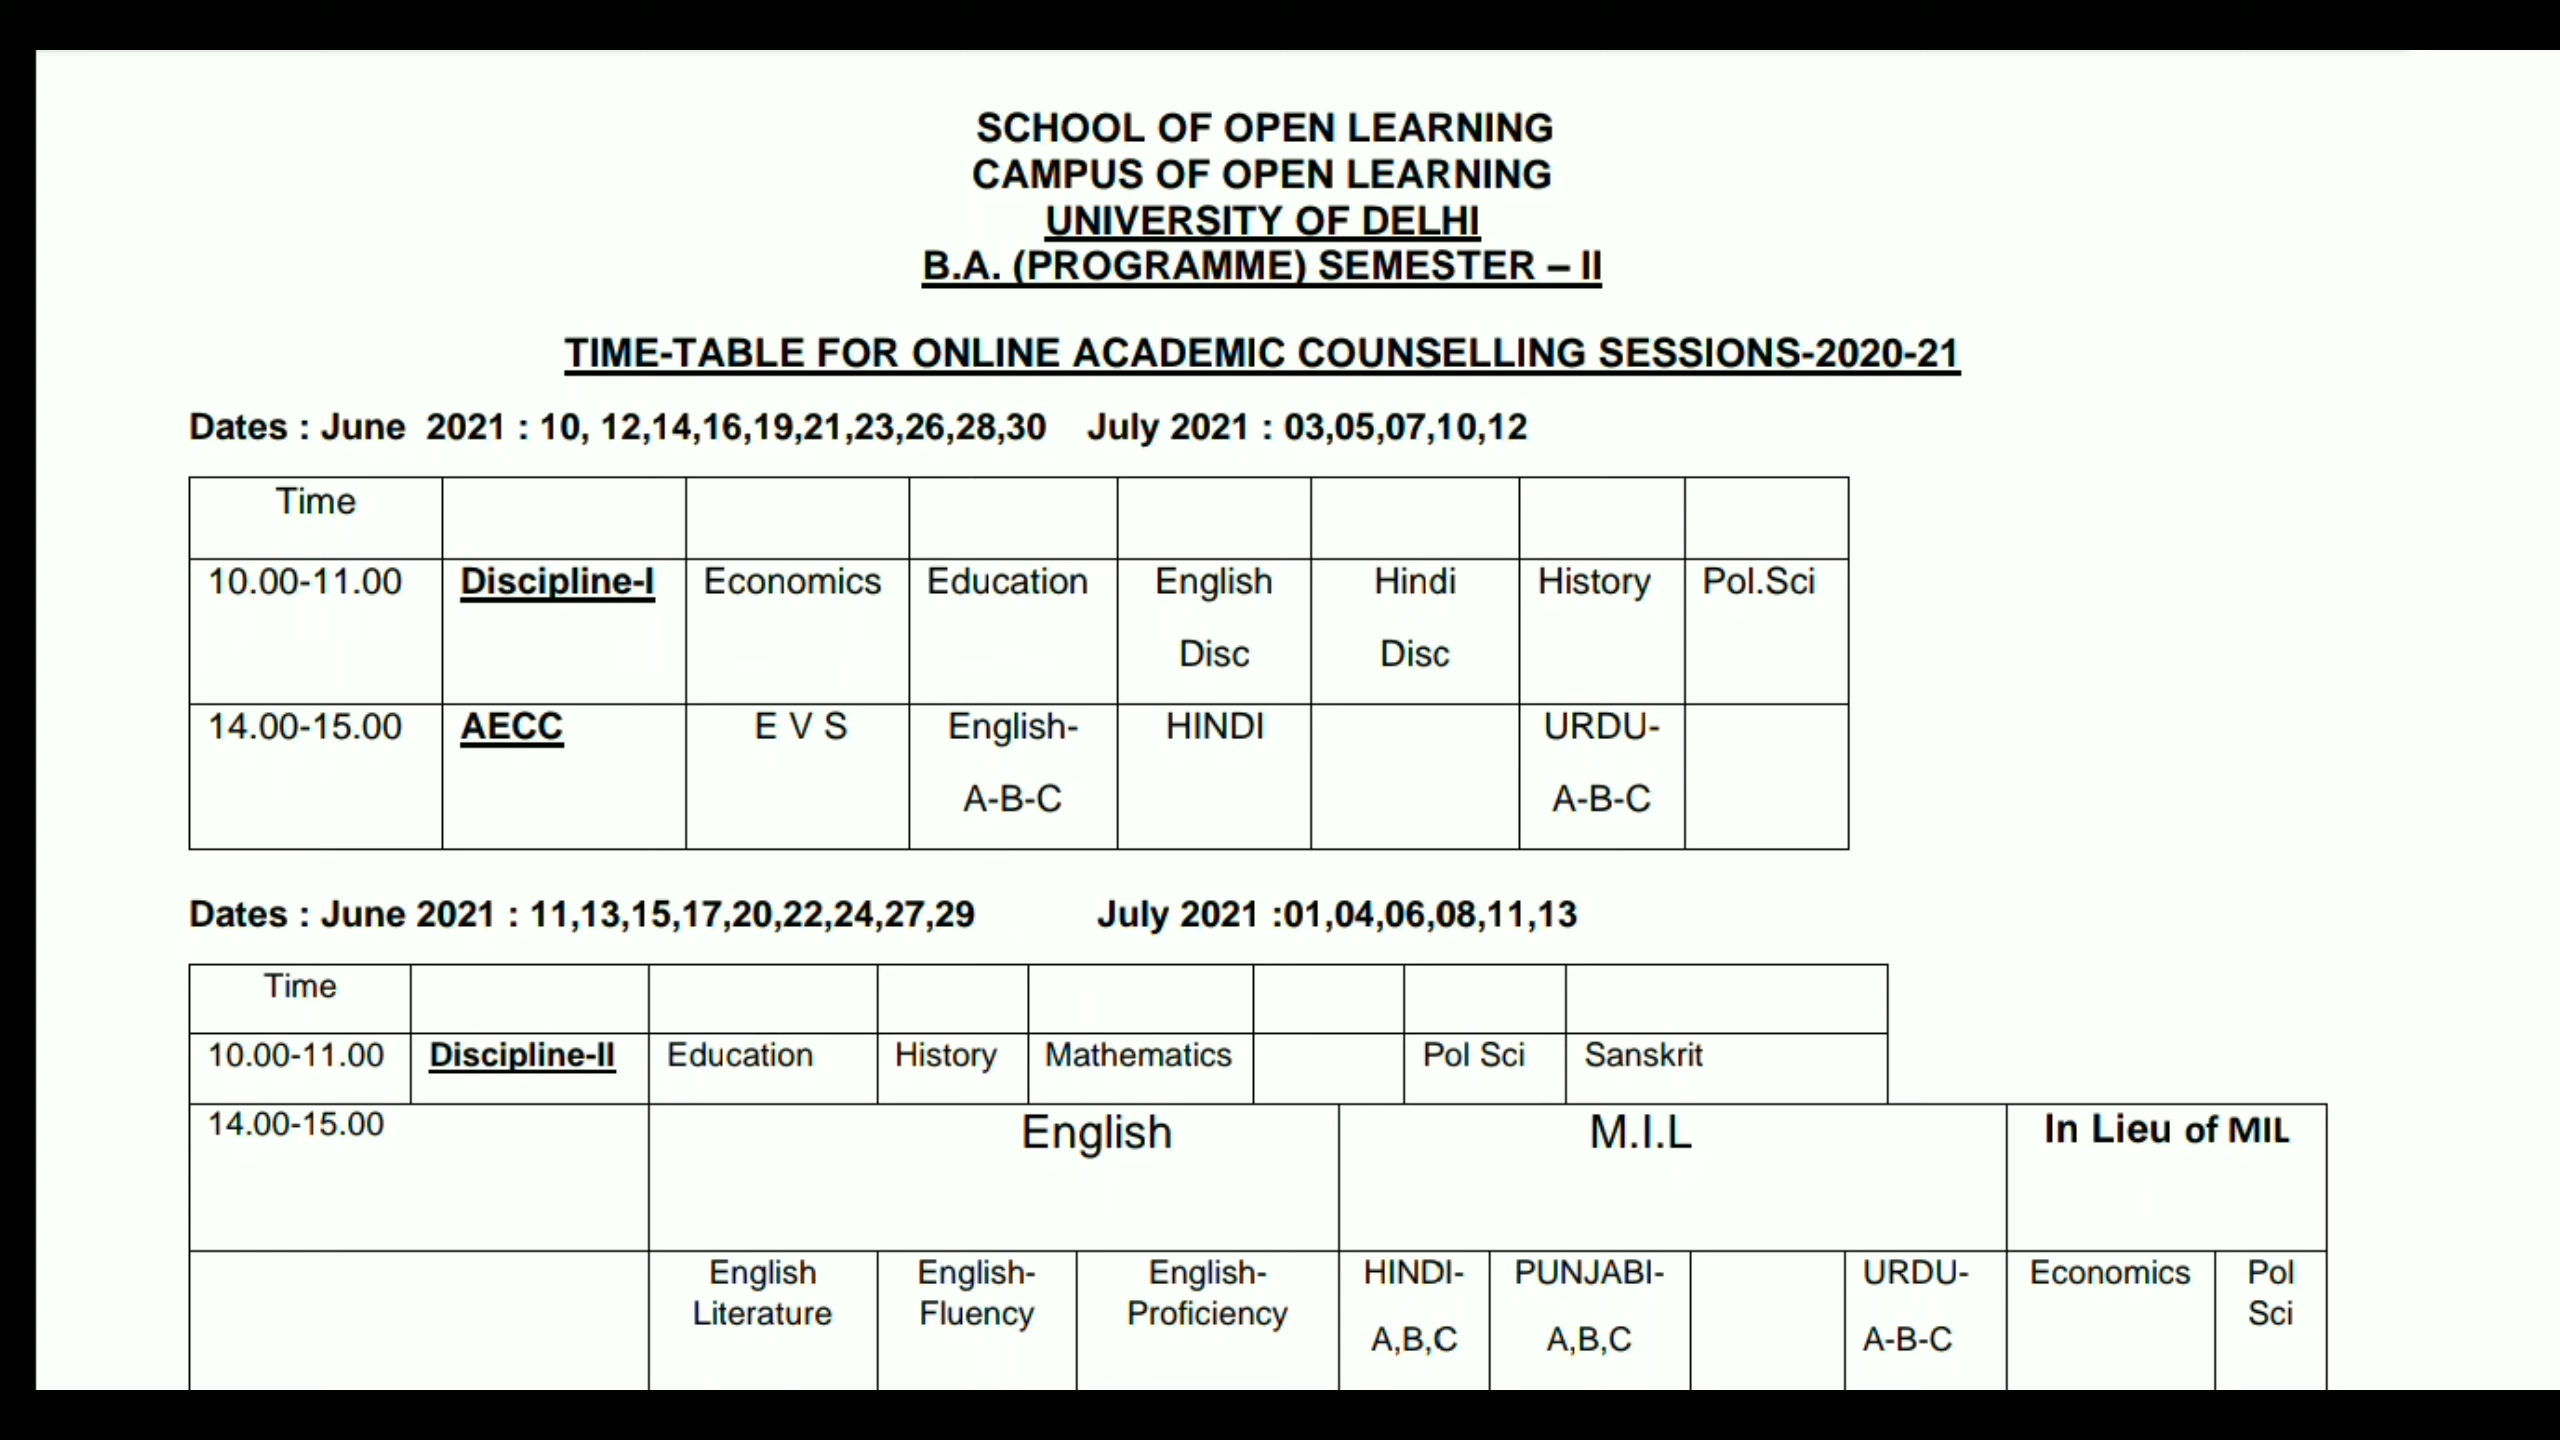 SCHOOL OF OPEN LEARNING
CAMPUS OF OPEN LEARNING
UNIVERSITY OF DELHI
B.A. (PROGRAMME) SEMESTER – II
TIME-TABLE FOR ONLINE ACADEMIC COUNSELLING SESSIONS-2020-21
Dates : June 2021 : 10, 12,14,16,19,21,23,26,28,30 July 2021 : 03,05,07,10,12
Time
10.00-11.00 Discipline-I Economics Education English Disc Hindi Disc History Pol.Sci
14.00-15.00 AECC E V S English- A-B-C HINDI URDU- A-B-C
Dates : June 2021 : 11,13,15,17,20,22,24,27,29 July 2021 :01,04,06,08,11,13
Time
10.00-11.00 Discipline-II Education History Mathematics Pol Sci Sanskrit
14.00-15.00 English M.I.L In Lieu of MIL
English Literature English- Fluency English- Proficiency HINDI- A,B,C PUNJABI- A,B,C URDU- A-B-C Economics Pol Sci